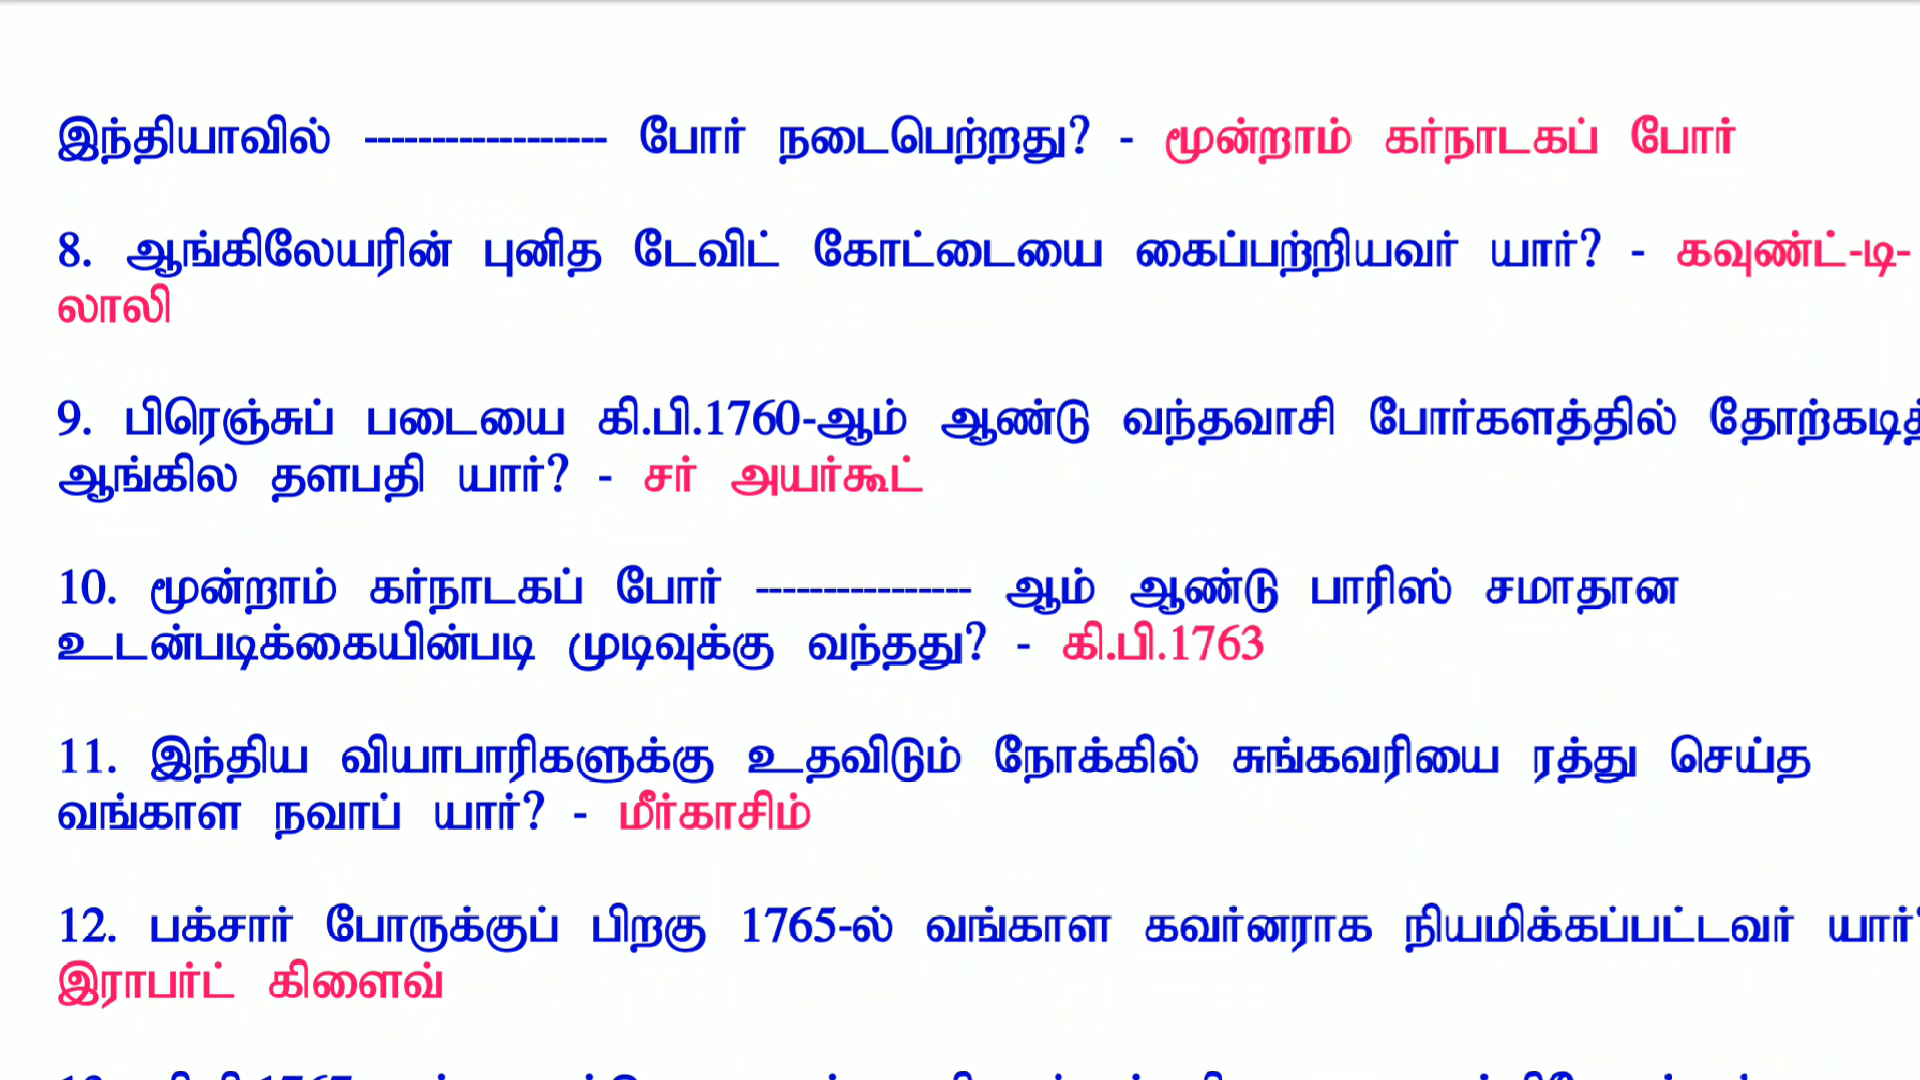 இந்தியாவில் ------------------ போர் நடைபெற்றது? - மூன்றாம் கர்நாடகப் போர்
8. ஆங்கிலேயரின் புனித டேவிட் கோட்டையை கைப்பற்றியவர் யார்? - கவுண்ட்-டி-
லாலி
9. பிரெஞ்சுப் படையை கி.பி.1760-ஆம் ஆண்டு வந்தவாசி போர்களத்தில்
ஆங்கில தளபதி யார்? - சர் அயர்கூட்
10. மூன்றாம் கர்நாடகப் போர் ---------------- ஆம் ஆண்டு பாரிஸ் சமாதான
உடன்படிக்கையின்படி முடிவுக்கு வந்தது? - கி.பி.1763
11. இந்திய வியாபாரிகளுக்கு உதவிடும் நோக்கில் சுங்கவரியை ரத்து செய்த
வங்காள நவாப் யார்? - மீர்காசிம்
12. பக்சார் போருக்குப் பிறகு 1765-ல் வங்காள கவர்னராக நியமிக்கப்பட்டவர் யார்?
இராபர்ட் கிளைவ்